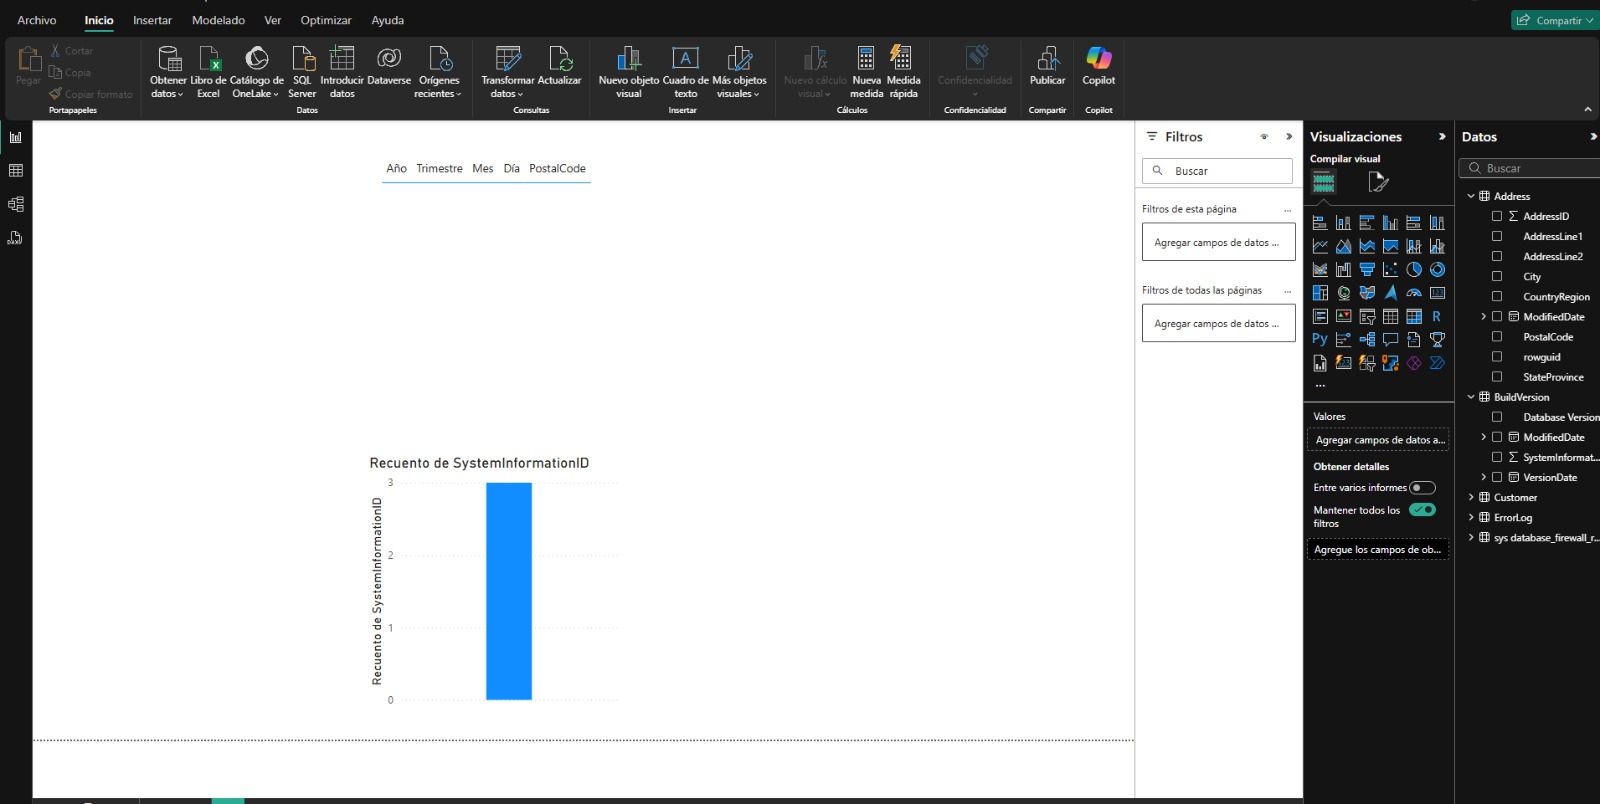 Archivo Inicio Insertar Modelado Ver Optimizar Ayuda
Compartir
Pegar
Cortar
Copia
Copiar formato
Portapapeles
Obtener datos
Libro de Excel
Catálogo de OneLake
SQL Server
Introducir datos
Dataverse
Orígenes recientes
Datos
Transformar datos
Actualizar
Consultas
Nuevo objeto visual
Cuadro de texto
Más objetos visuales
Insertar
Nuevo cálculo visual
Nueva medida
Medida rápida
Cálculos
Confidencialidad
Confidencialidad
Publicar
Compartir
Copilot
Copilot
Año Trimestre Mes Día PostalCode
Recuento de SystemInformationID
Recuento de SystemInformationID
3
2
1
0
Filtros
Buscar
Filtros de esta página ...
Agregar campos de datos ...
Filtros de todas las páginas ...
Agregar campos de datos ...
Visualizaciones
Compilar visual
R
Py
...
Valores
Agregar campos de datos a...
Obtener detalles
Entre varios informes
Mantener todos los
filtros
Agregue los campos de ob...
Datos
Buscar
Address
AddressID
AddressLine1
AddressLine2
City
CountryRegion
ModifiedDate
PostalCode
rowguid
StateProvince
BuildVersion
Database Version
ModifiedDate
SystemInformat...
VersionDate
Customer
ErrorLog
sys database_firewall_r...